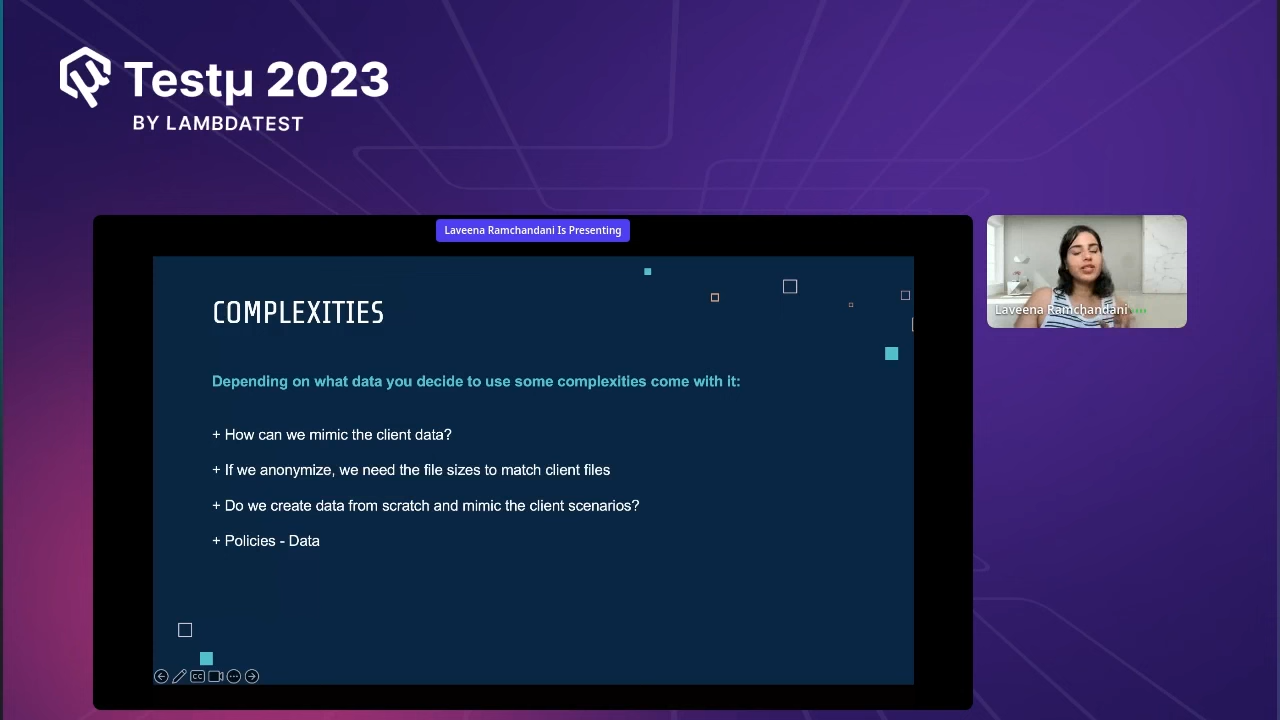 Testμ 2023
BY LAMBDATEST
Laveena Ramchandani Is Presenting
COMPLEXITIES
Depending on what data you decide to use some complexities come with it:
+ How can we mimic the client data?
+ If we anonymize, we need the file sizes to match client files
+ Do we create data from scratch and mimic the client scenarios?
+ Policies - Data
CC
Laveena Ramchandani